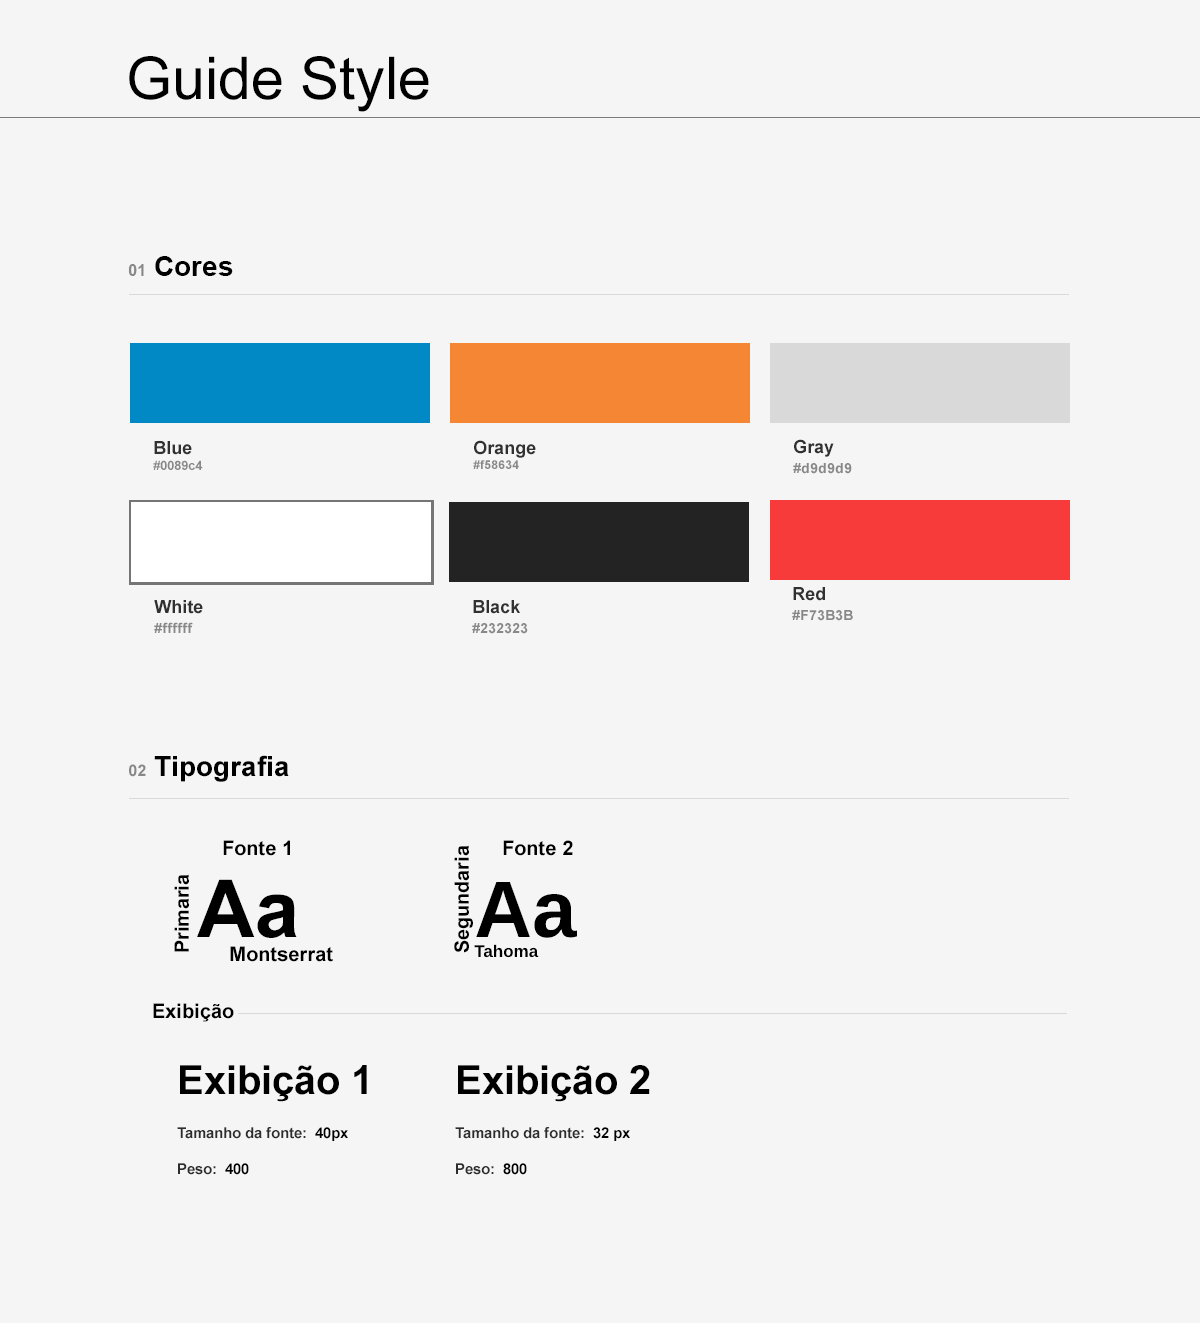 Guide Style
01 Cores
Blue
#0089c4
Orange
#f58634
Gray
#d9d9d9
White
#ffffff
Black
#232323
Red
#F73B3B
02 Tipografia
Fonte 1
Primaria
Aa
Montserrat
Fonte 2
Segundaria
Aa
Tahoma
Exibição
Exibição 1
Tamanho da fonte: 40px
Peso: 400
Exibição 2
Tamanho da fonte: 32 px
Peso: 800